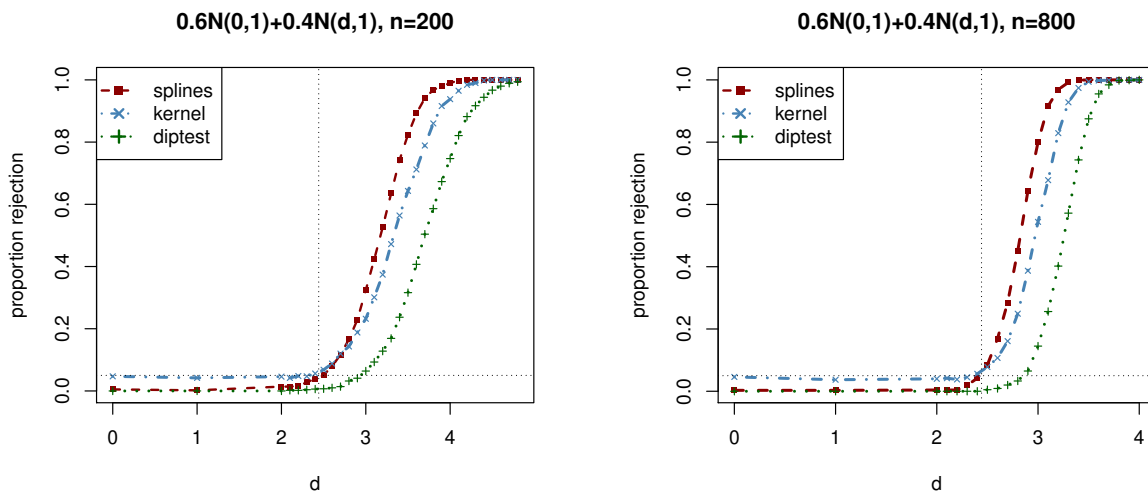 0.6N(0,1)+0.4N(d,1), n=200
splines
kernel
diptest
proportion rejection
0.0 0.2 0.4 0.6 0.8 1.0
0 1 2 3 4
d
0.6N(0,1)+0.4N(d,1), n=800
splines
kernel
diptest
proportion rejection
0.0 0.2 0.4 0.6 0.8 1.0
0 1 2 3 4
d